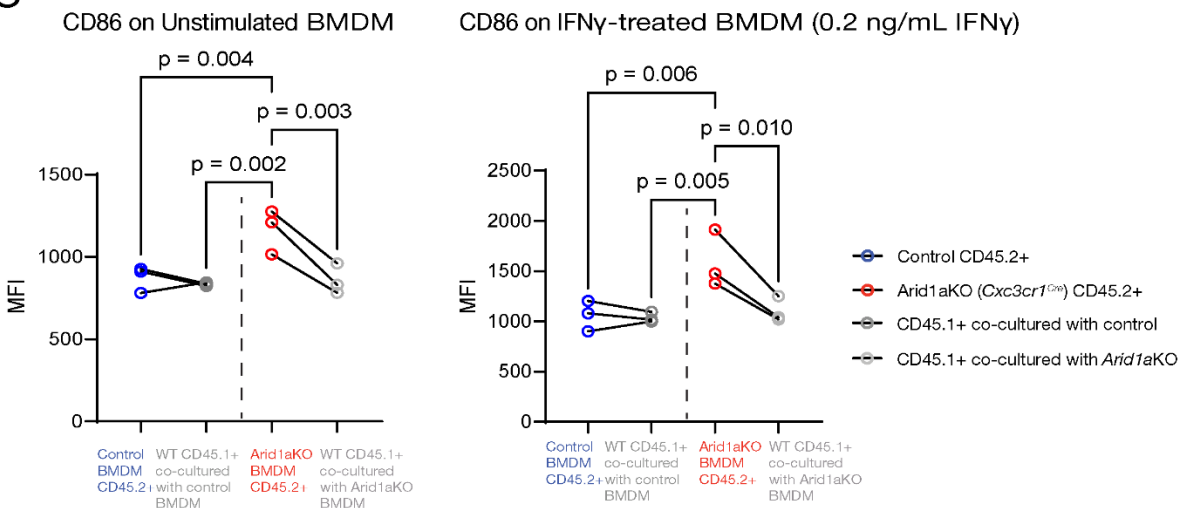 CD86 on Unstimulated BMDM
p = 0.004
p = 0.003
p = 0.002
1500
1000
500
0
MFI
Control BMDM CD45.2+
WT CD45.1+ co-cultured with control BMDM
Arid1aKO BMDM CD45.2+
WT CD45.1+ co-cultured with Arid1aKO BMDM
CD86 on IFNγ-treated BMDM (0.2 ng/mL IFNγ)
p = 0.006
p = 0.010
p = 0.005
2500
2000
1500
1000
500
0
MFI
Control BMDM CD45.2+
WT CD45.1+ co-cultured with control BMDM
Arid1aKO BMDM CD45.2+
WT CD45.1+ co-cultured with Arid1aKO BMDM
Control CD45.2+
Arid1aKO (Cxc3cr1Cre) CD45.2+
CD45.1+ co-cultured with control
CD45.1+ co-cultured with Arid1aKO